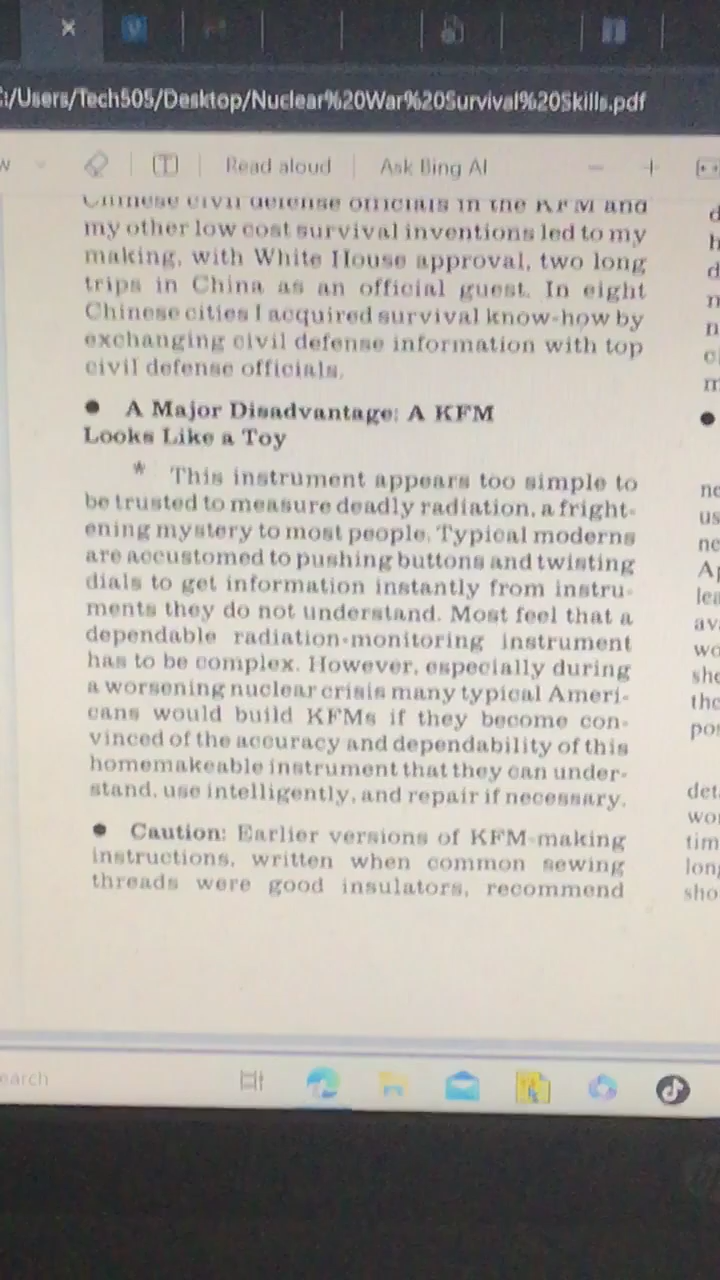 C:/Users/Tech505/Desktop/Nuclear%20War%20Survival%20Skills.pdf
Read aloud
Ask Bing AI
Chinese civil defense officials in the KFM and
my other low cost survival inventions led to my
making, with White House approval, two long
trips in China as an official guest. In eight
Chinese cities I acquired survival know-how by
exchanging civil defense information with top
civil defense officials.
● A Major Disadvantage: A KFM
Looks Like a Toy
* This instrument appears too simple to
be trusted to measure deadly radiation, a fright-
ening mystery to most people. Typical moderns
are accustomed to pushing buttons and twisting
dials to get information instantly from instru-
ments they do not understand. Most feel that a
dependable radiation-monitoring instrument
has to be complex. However, especially during
a worsening nuclear crisis many typical Ameri-
cans would build KFMs if they become con-
vinced of the accuracy and dependability of this
homemakeable instrument that they can under-
stand, use intelligently, and repair if necessary.
● Caution: Earlier versions of KFM-making
instructions, written when common sewing
threads were good insulators, recommend
earch